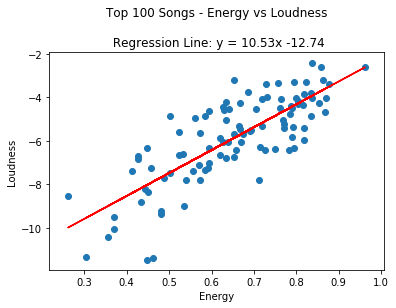 Top 100 Songs - Energy vs Loudness
Regression Line: y = 10.53x -12.74
−2
−4
−6
−8
−10
Loudness
0.3 0.4 0.5 0.6 0.7 0.8 0.9 1.0
Energy